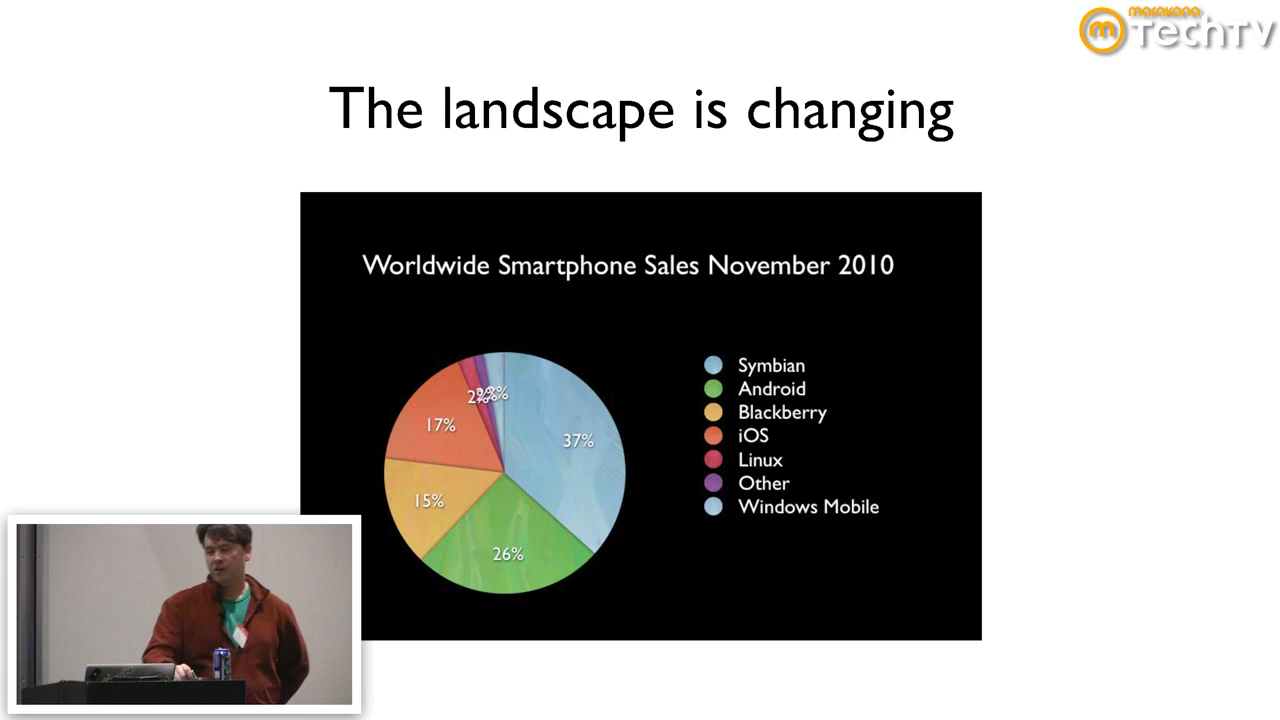 marakana
TechTV
The landscape is changing
Worldwide Smartphone Sales November 2010
Symbian
Android
Blackberry
iOS
Linux
Other
Windows Mobile
37%
26%
15%
17%
2%